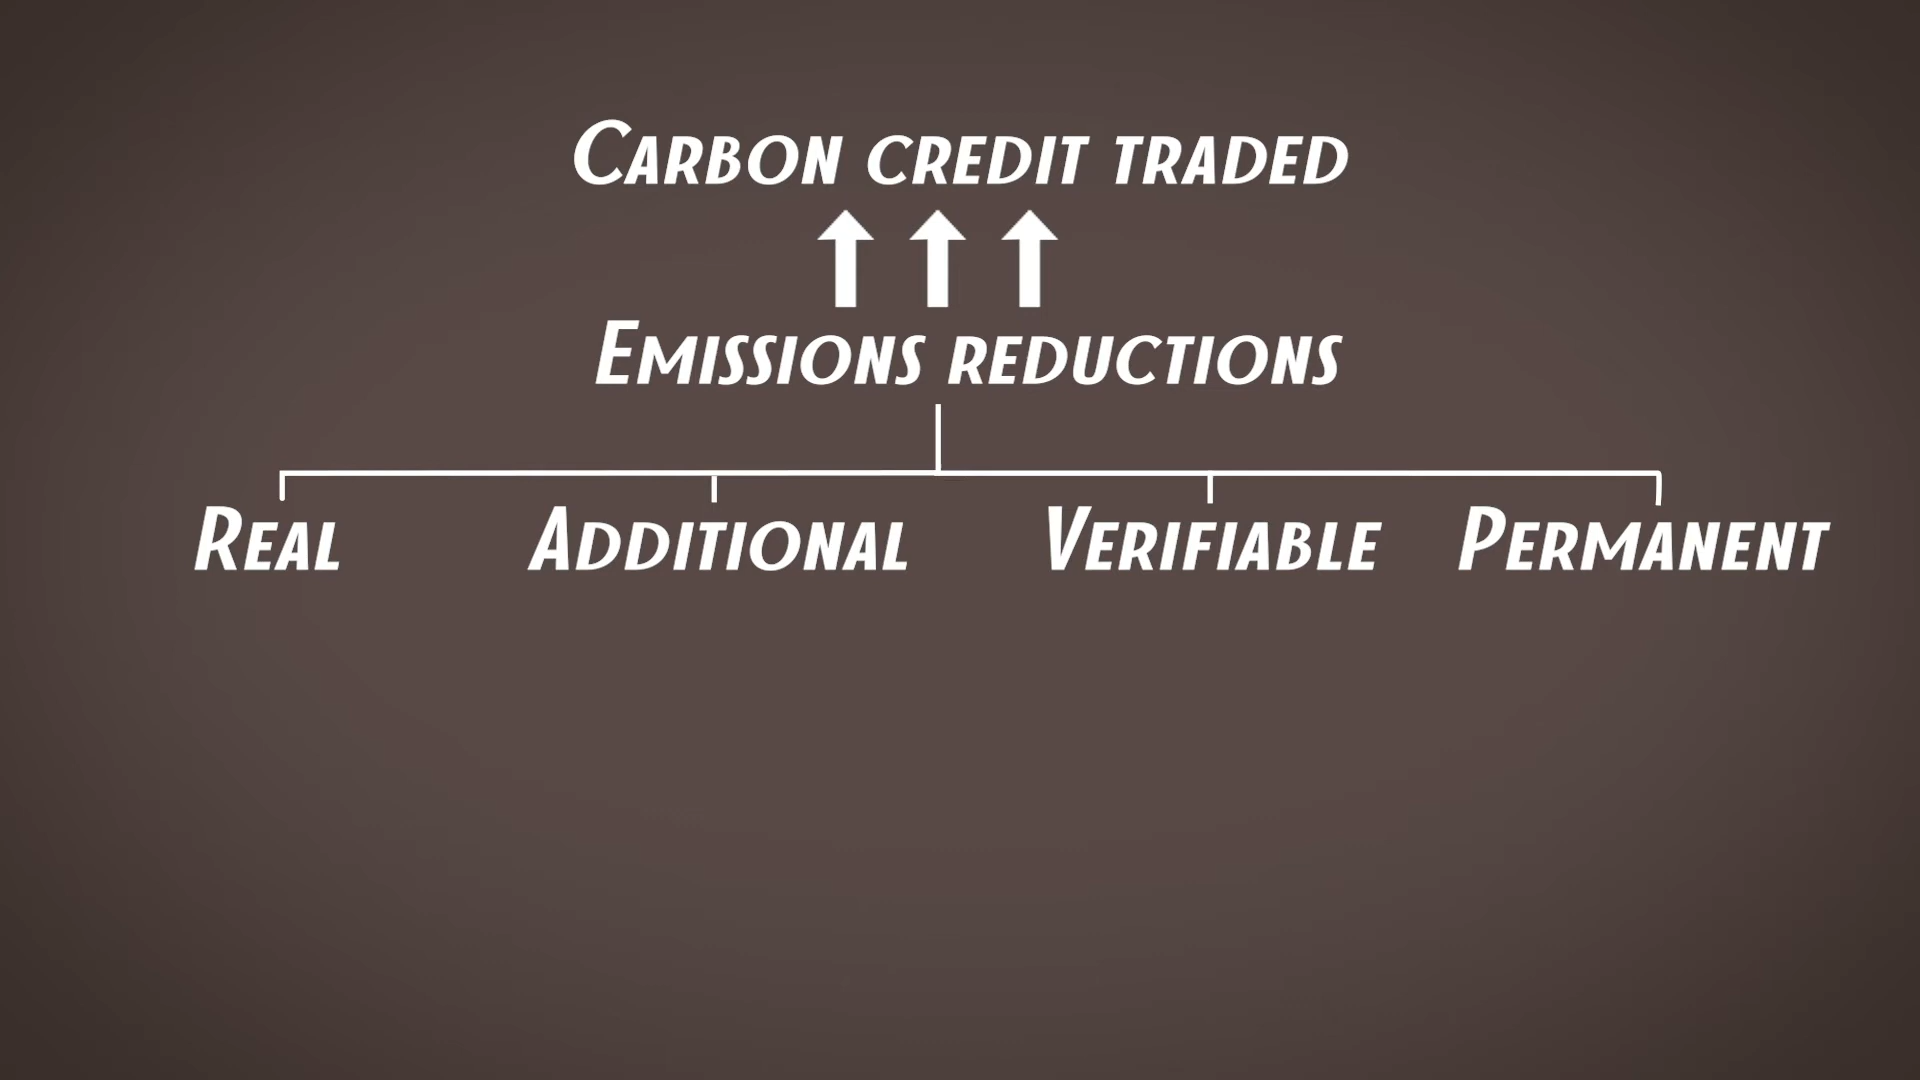 Carbon credit traded
Emissions reductions
Real Additional Verifiable Permanent